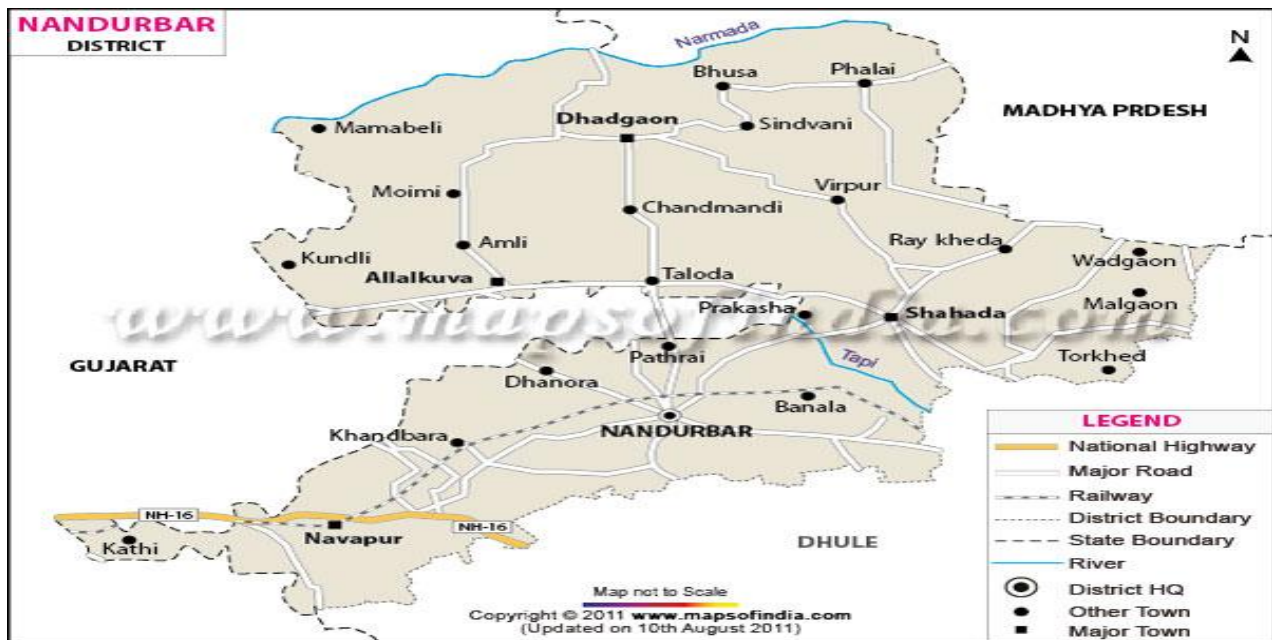 NANDURBAR
DISTRICT
Narmada
N
Bhusa
Phalai
MADHYA PRDESH
Mamabeli
Dhadgaon
Sindvani
Moimi
Virpur
Chandmandi
Amli
Ray kheda
Kundli
Wadgaon
Allalkuva
Taloda
Malgaon
Prakasha
Shahada
www.mapsofindia.com
GUJARAT
Pathrai
Tapi
Torkhed
Dhanora
Banala
NANDURBAR
Khandbara
NH-16
NH-16
Navapur
Kathi
DHULE
LEGEND
National Highway
Major Road
Railway
District Boundary
State Boundary
River
District HQ
Other Town
Major Town
Map not to Scale
Copyright © 2011 www.mapsofindia.com
(Updated on 10th August 2011)